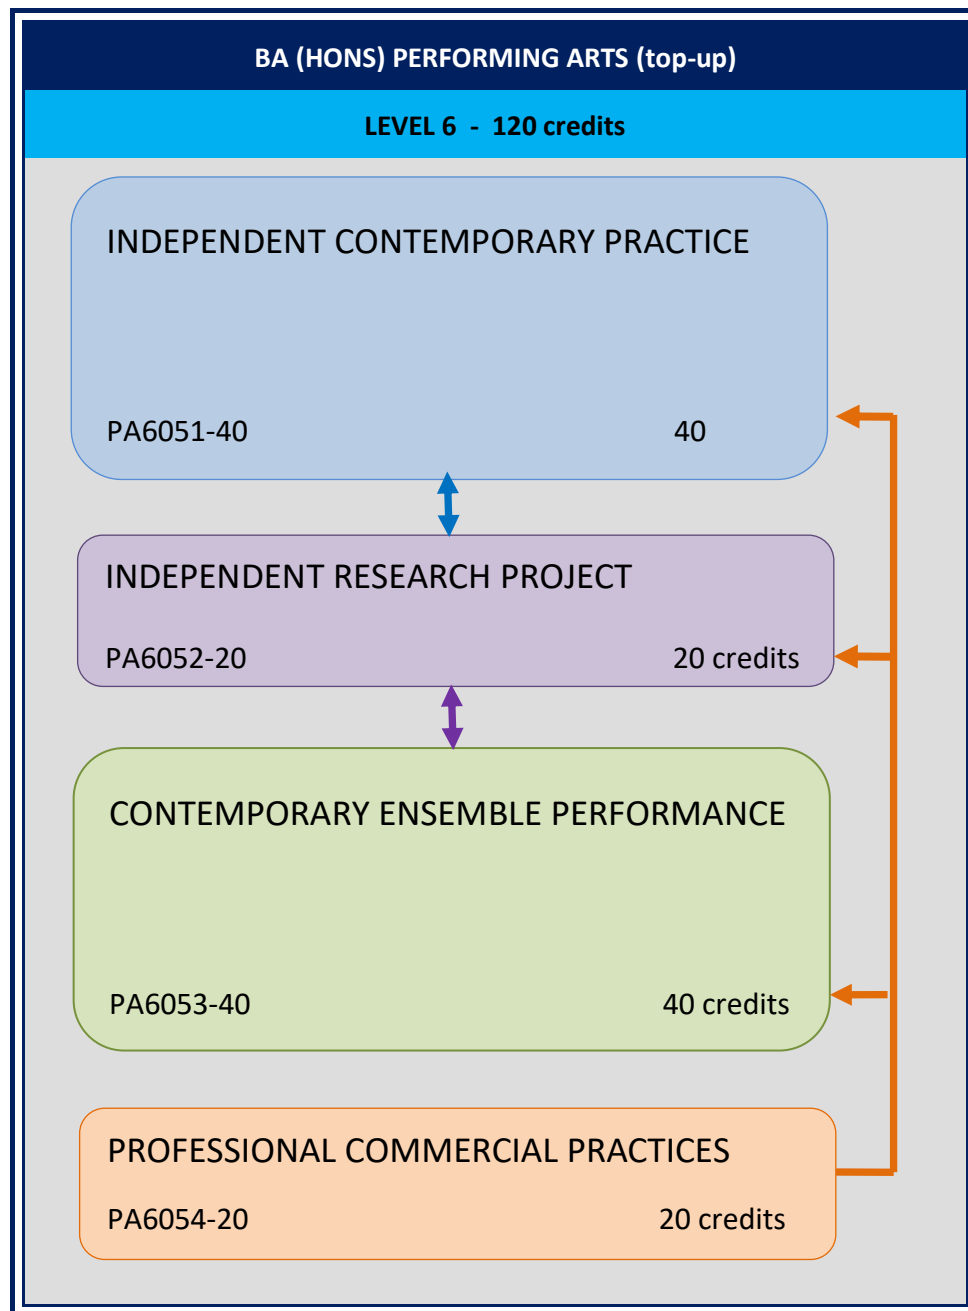 BA (HONS) PERFORMING ARTS (top-up)
LEVEL 6 - 120 credits
INDEPENDENT CONTEMPORARY PRACTICE
PA6051-40 40
INDEPENDENT RESEARCH PROJECT
PA6052-20 20 credits
CONTEMPORARY ENSEMBLE PERFORMANCE
PA6053-40 40 credits
PROFESSIONAL COMMERCIAL PRACTICES
PA6054-20 20 credits